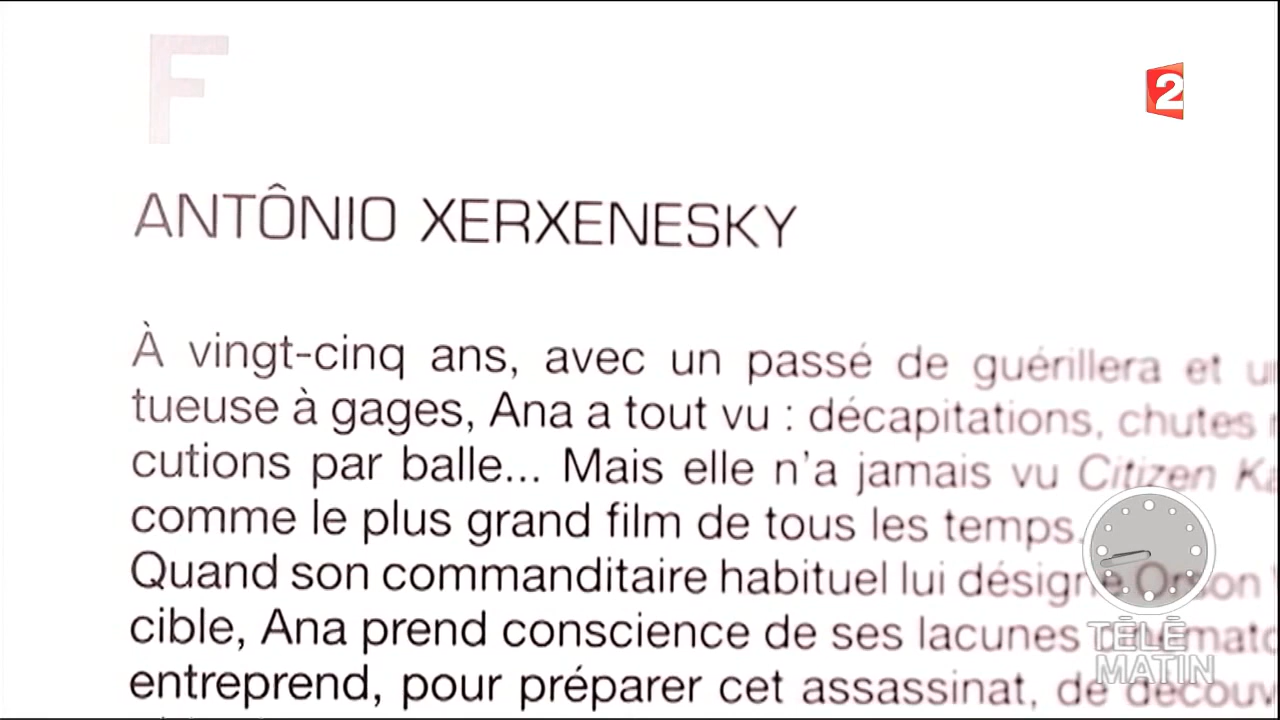 F
2
ANTÔNIO XERXENESKY
À vingt-cinq ans, avec un passé de guérillera et
tueuse à gages, Ana a tout vu : décapitations, chutes
cutions par balle... Mais elle n'a jamais vu Citizen
comme le plus grand film de tous les temps.
Quand son commanditaire habituel lui désigne Orson
cible, Ana prend conscience de ses lacunes
entreprend, pour préparer cet assassinat, de
TÉLÉ
MATIN